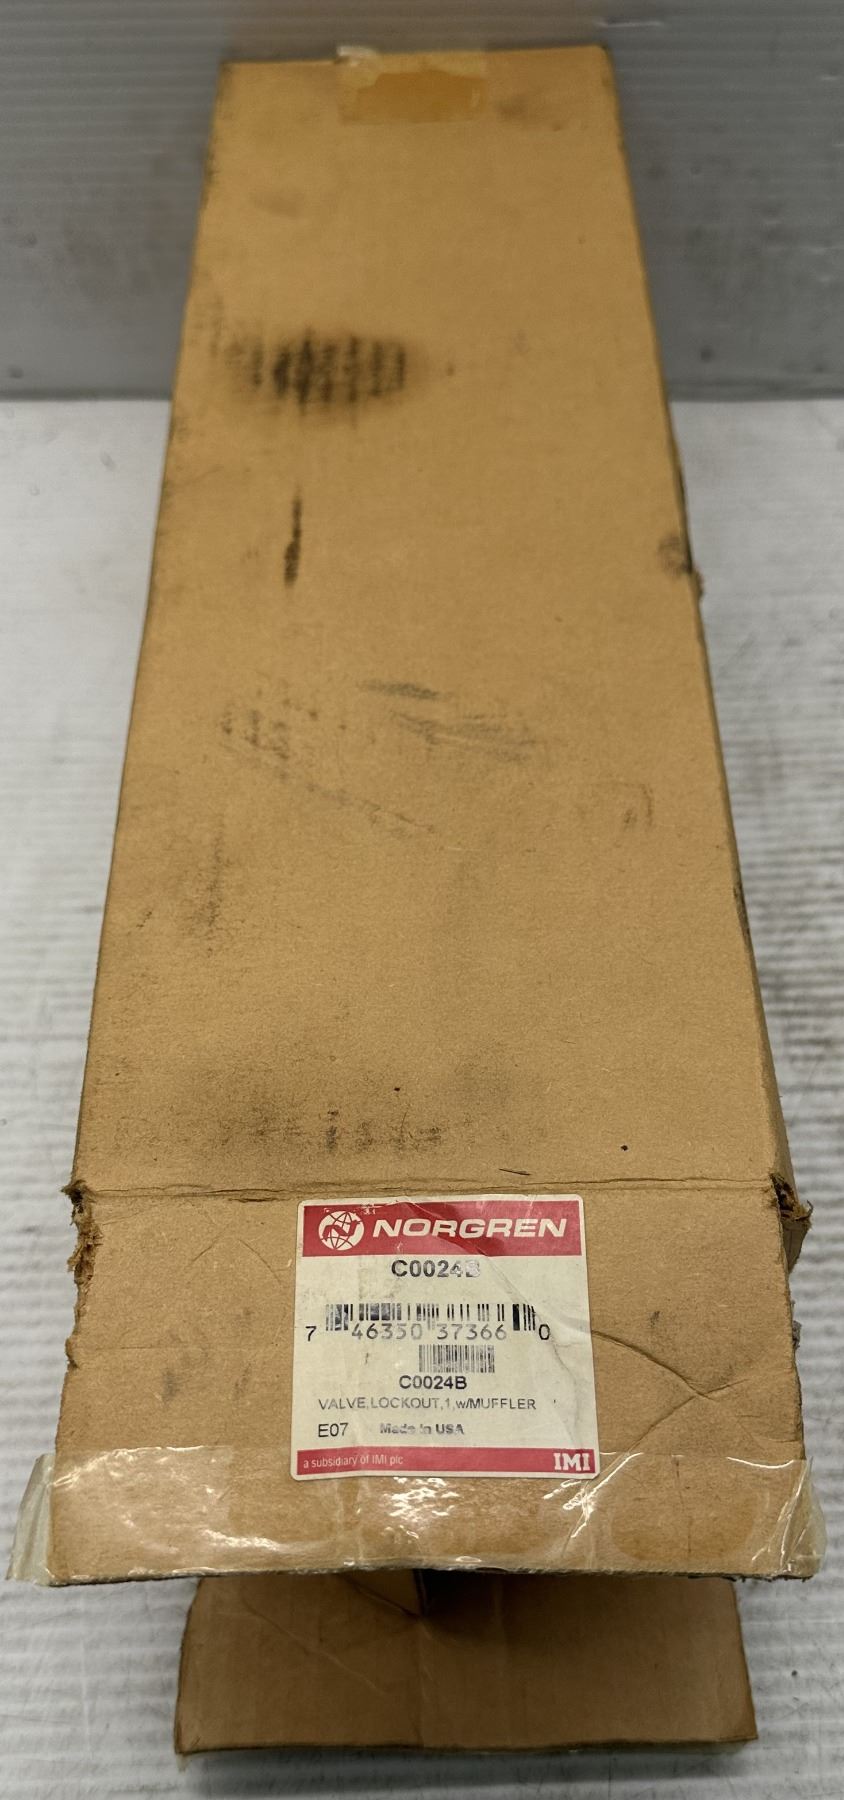 NORGREN
C0024B
7 46350 37366 0
C0024B
VALVE,LOCKOUT,1,w/MUFFLER
E07 Made in USA
a subsidiary of IMI plc IMI